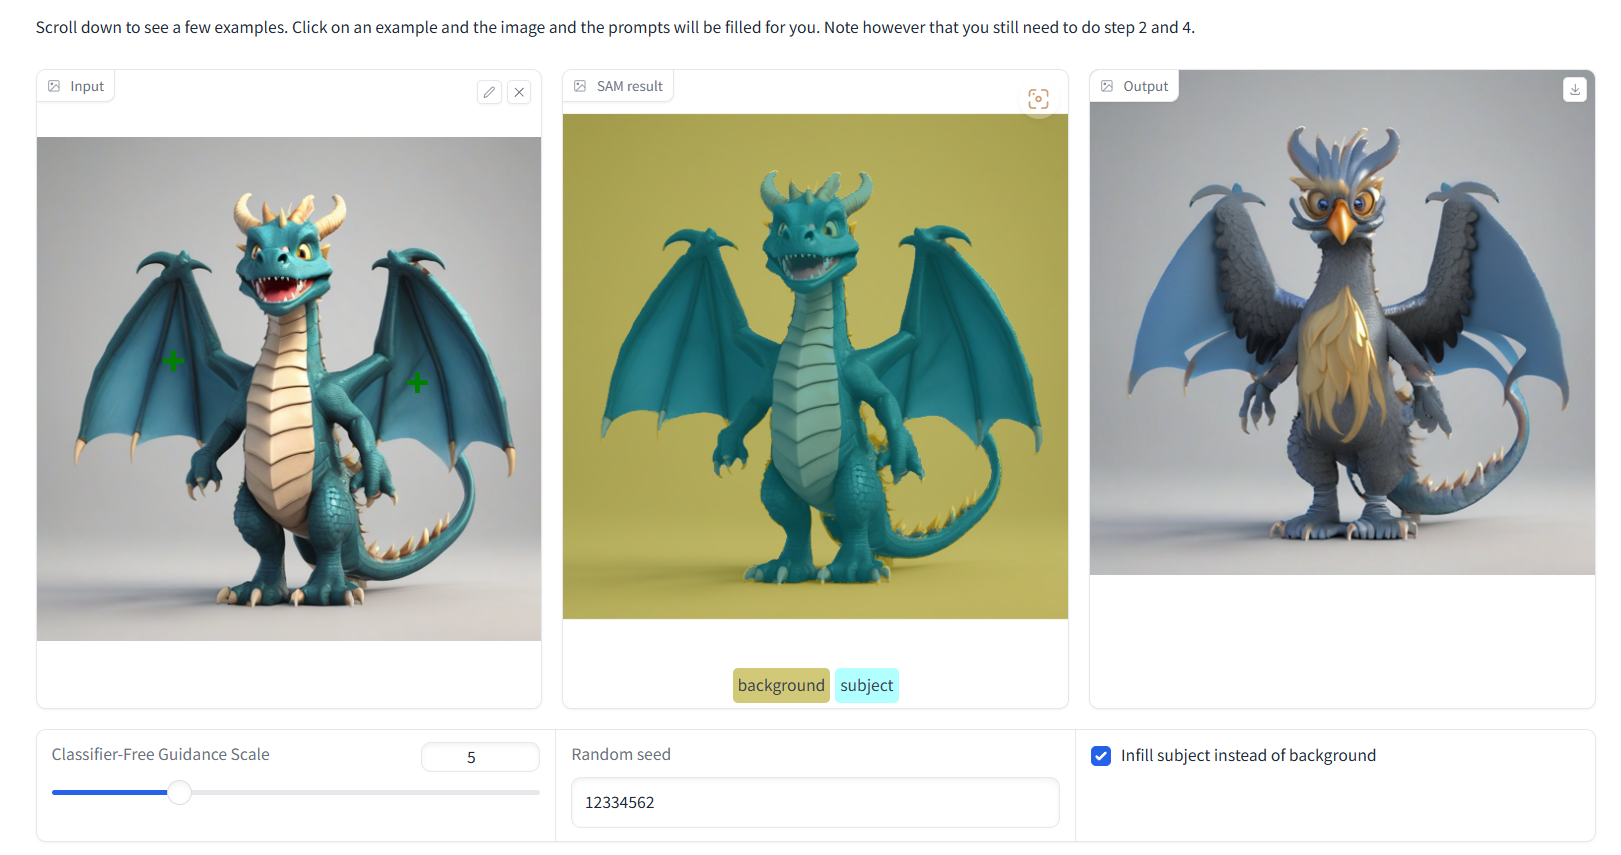 Scroll down to see a few examples. Click on an example and the image and the prompts will be filled for you. Note however that you still need to do step 2 and 4.
Input
SAM result
Output
background subject
Classifier-Free Guidance Scale
5
Random seed
12334562
Infill subject instead of background